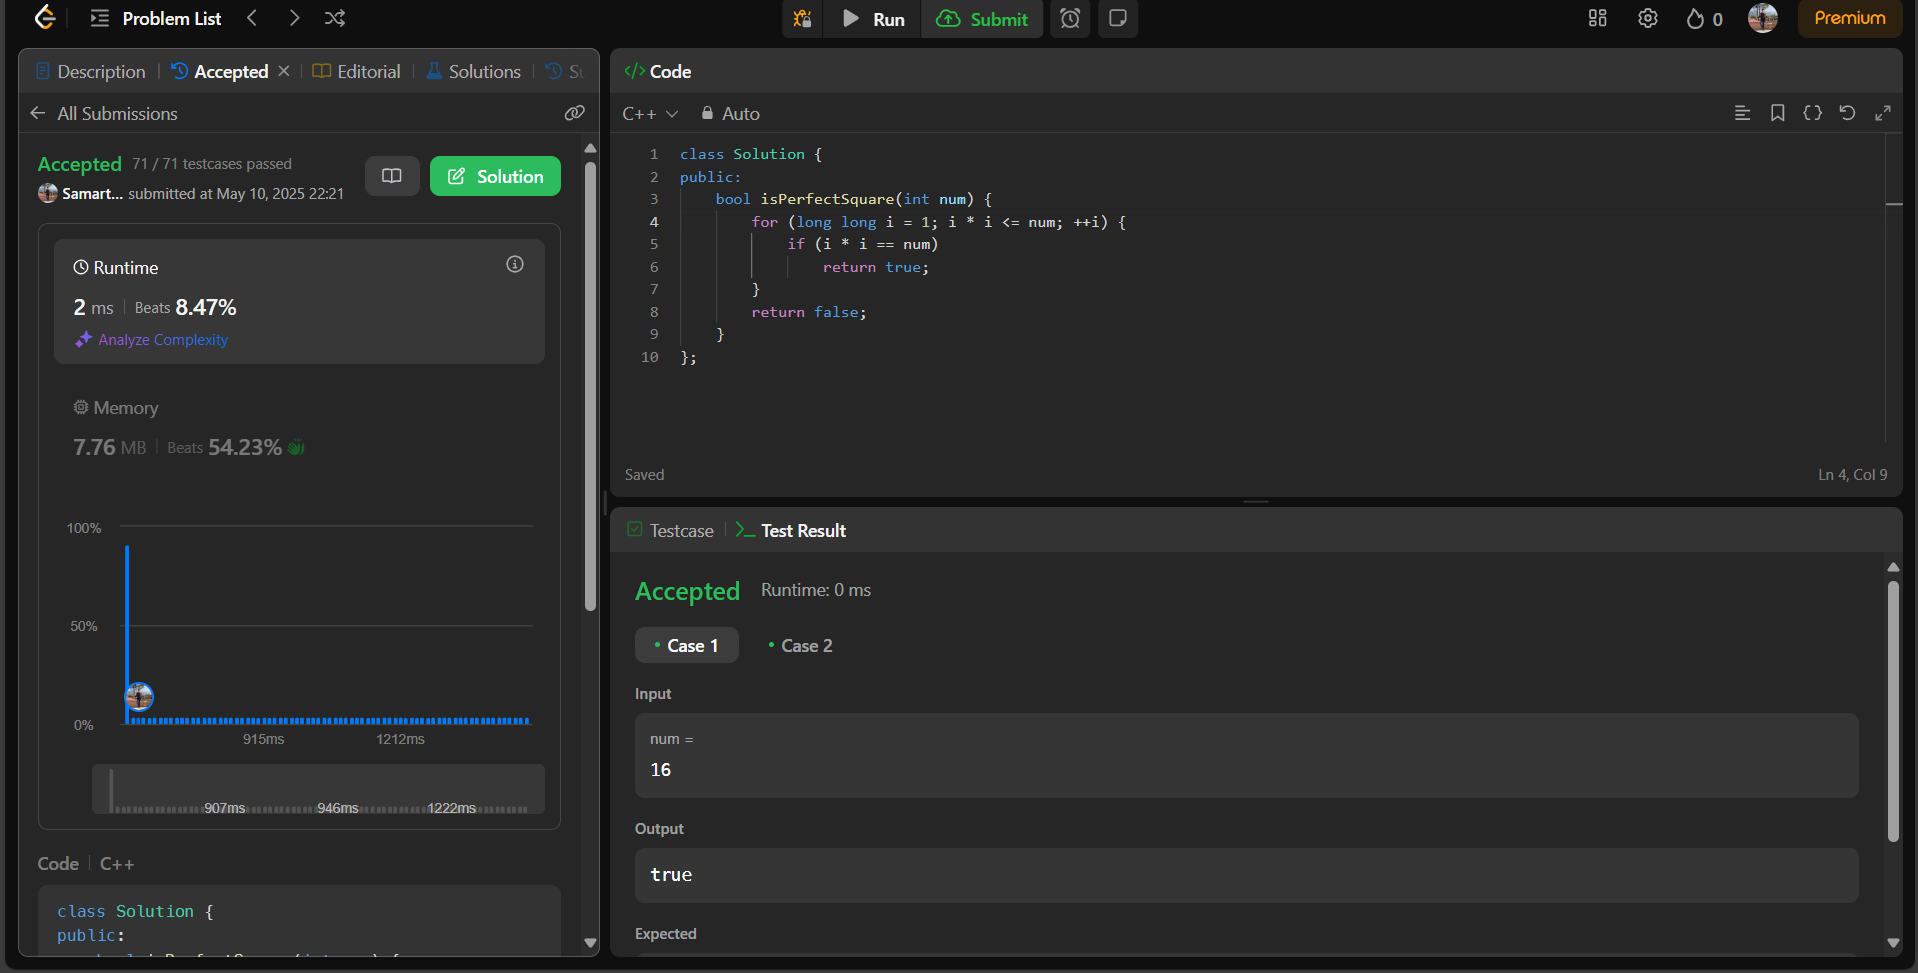 Problem List
Run
Submit
0
Premium
Description
Accepted
Editorial
Solutions
All Submissions
Accepted 71 / 71 testcases passed
Samart... submitted at May 10, 2025 22:21
Solution
Runtime
2 ms | Beats 8.47%
Analyze Complexity
Memory
7.76 MB | Beats 54.23%
100%
50%
0%
915ms 1212ms
907ms 946ms 1222ms
Code | C++
class Solution {
public:
Code
C++ Auto
1 class Solution {
2 public:
3 bool isPerfectSquare(int num) {
4 for (long long i = 1; i * i <= num; ++i) {
5 if (i * i == num)
6 return true;
7 }
8 return false;
9 }
10 };
Saved
Ln 4, Col 9
Testcase
>_ Test Result
Accepted Runtime: 0 ms
Case 1 Case 2
Input
num =
16
Output
true
Expected